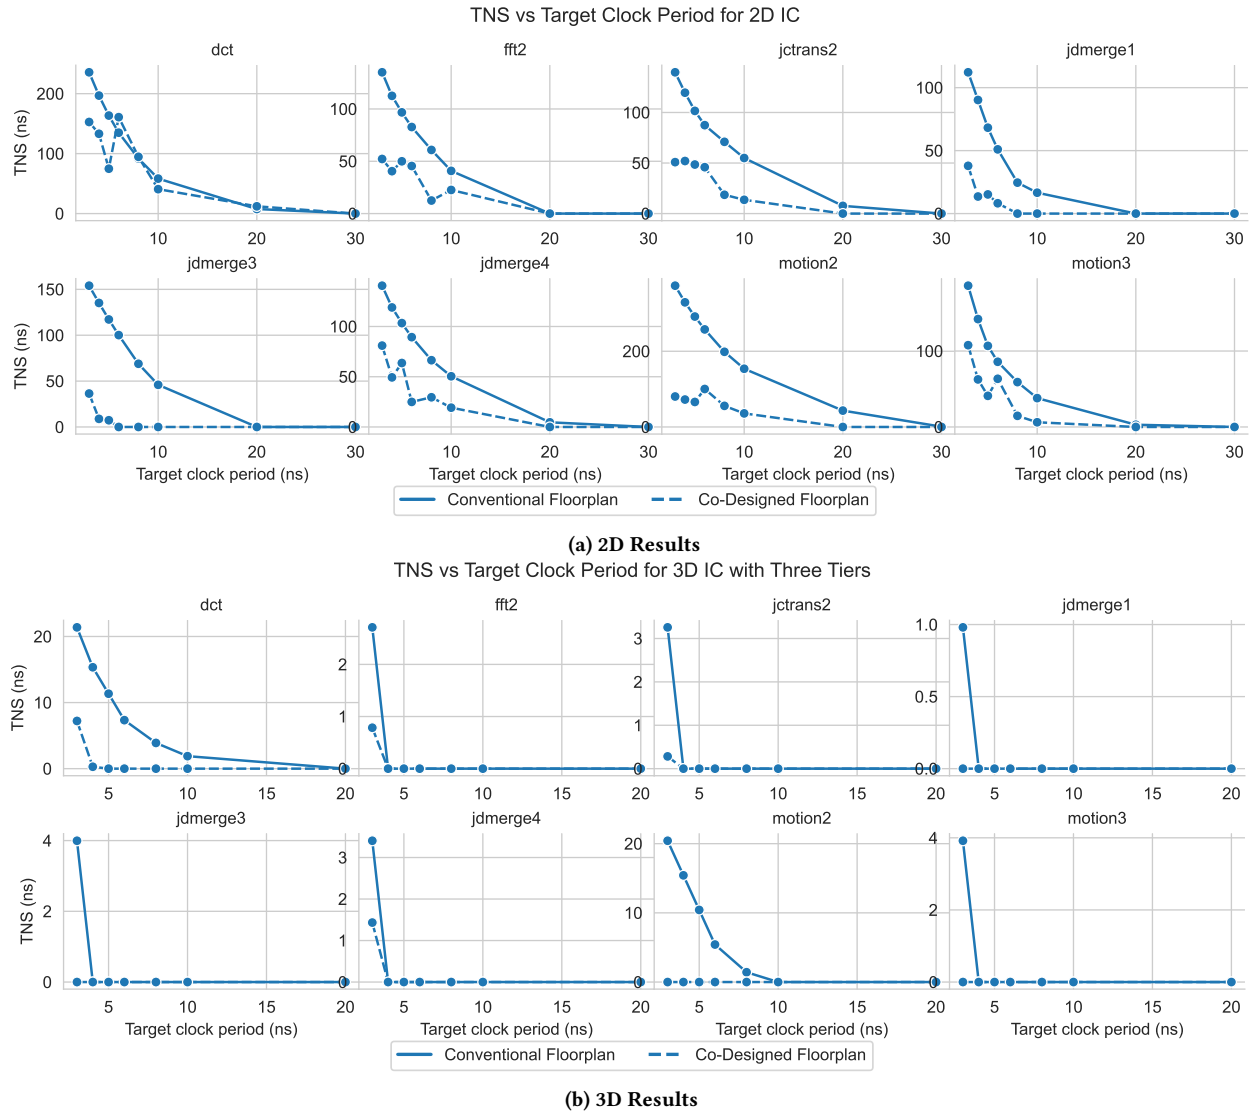 TNS vs Target Clock Period for 2D IC
dct fft2 jctrans2 jdmerge1
TNS (ns)
200
100
0
100
50
0
100
50
0
100
50
0
10 20 30 10 20 30 10 20 30 10 20 30
jdmerge3 jdmerge4 motion2 motion3
TNS (ns)
150
100
50
0
100
50
0
200
0
100
0
10 20 30 10 20 30 10 20 30 10 20 30
Target clock period (ns) Target clock period (ns) Target clock period (ns) Target clock period (ns)
Conventional Floorplan Co-Designed Floorplan
(a) 2D Results
TNS vs Target Clock Period for 3D IC with Three Tiers
dct fft2 jctrans2 jdmerge1
TNS (ns)
20
10
0
2
1
0
3
2
1
0
1.0
0.5
0.0
5 10 15 20 5 10 15 20 5 10 15 20 5 10 15 20
jdmerge3 jdmerge4 motion2 motion3
TNS (ns)
4
2
0
3
2
1
0
20
10
0
4
2
0
5 10 15 20 5 10 15 20 5 10 15 20 5 10 15 20
Target clock period (ns) Target clock period (ns) Target clock period (ns) Target clock period (ns)
Conventional Floorplan Co-Designed Floorplan
(b) 3D Results